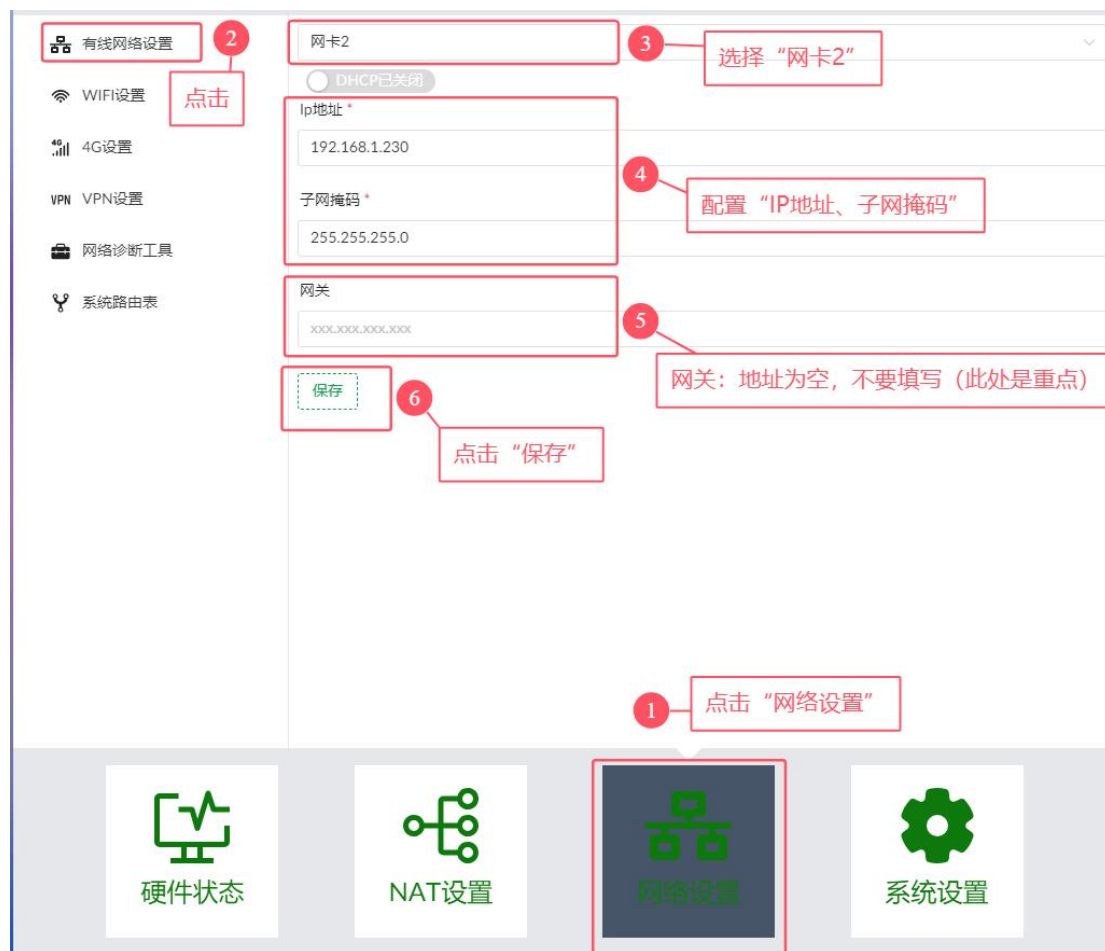 有线网络设置
2
点击
网卡2
3
选择“网卡2”
DHCP已关闭
WIFI设置
Ip地址 *
4G
4G设置
192.168.1.230
4
配置“IP地址、子网掩码”
VPN
VPN设置
子网掩码 *
255.255.255.0
网络诊断工具
系统路由表
网关
xxx.xxx.xxx.xxx
5
网关：地址为空，不要填写（此处是重点）
保存
6
点击“保存”
1
点击“网络设置”
硬件状态
NAT设置
网络设置
系统设置